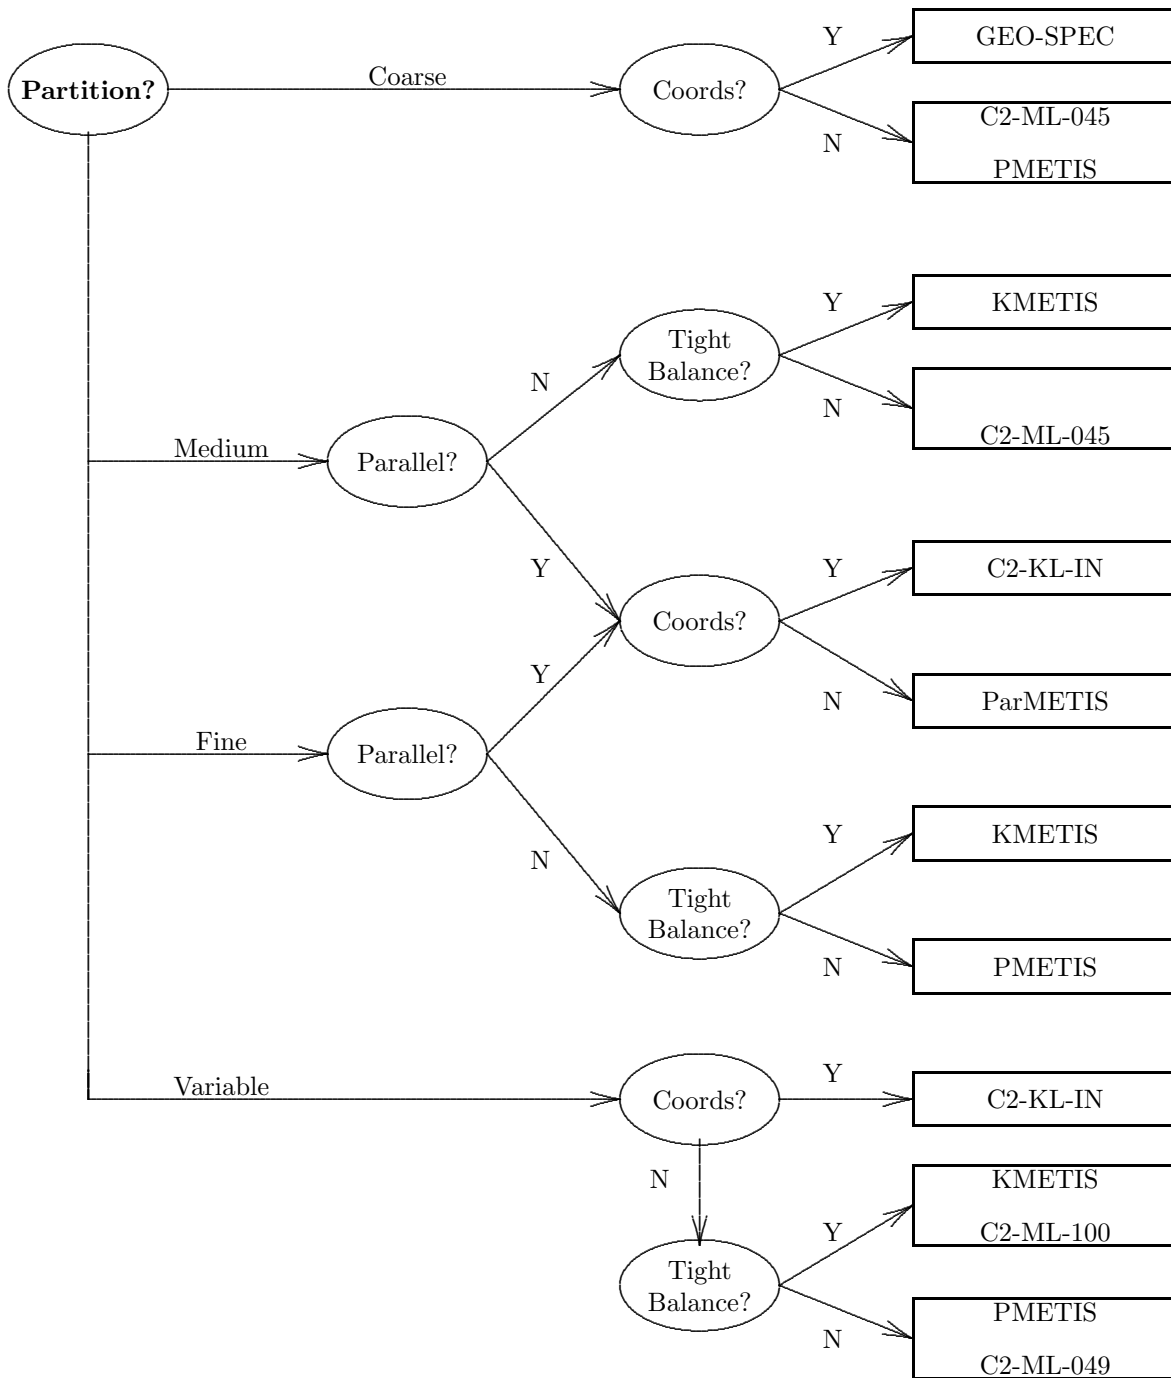 Y
GEO-SPEC
Partition?
Coarse
Coords?
N
C2-ML-045
PMETIS
Y
KMETIS
Tight
Balance?
N
N
C2-ML-045
Medium
Parallel?
Y
Coords?
Y
C2-KL-IN
Y
N
ParMETIS
Fine
Parallel?
Y
KMETIS
N
Tight
Balance?
N
PMETIS
Variable
Coords?
Y
C2-KL-IN
N
KMETIS
C2-ML-100
Y
Tight
Balance?
N
PMETIS
C2-ML-049